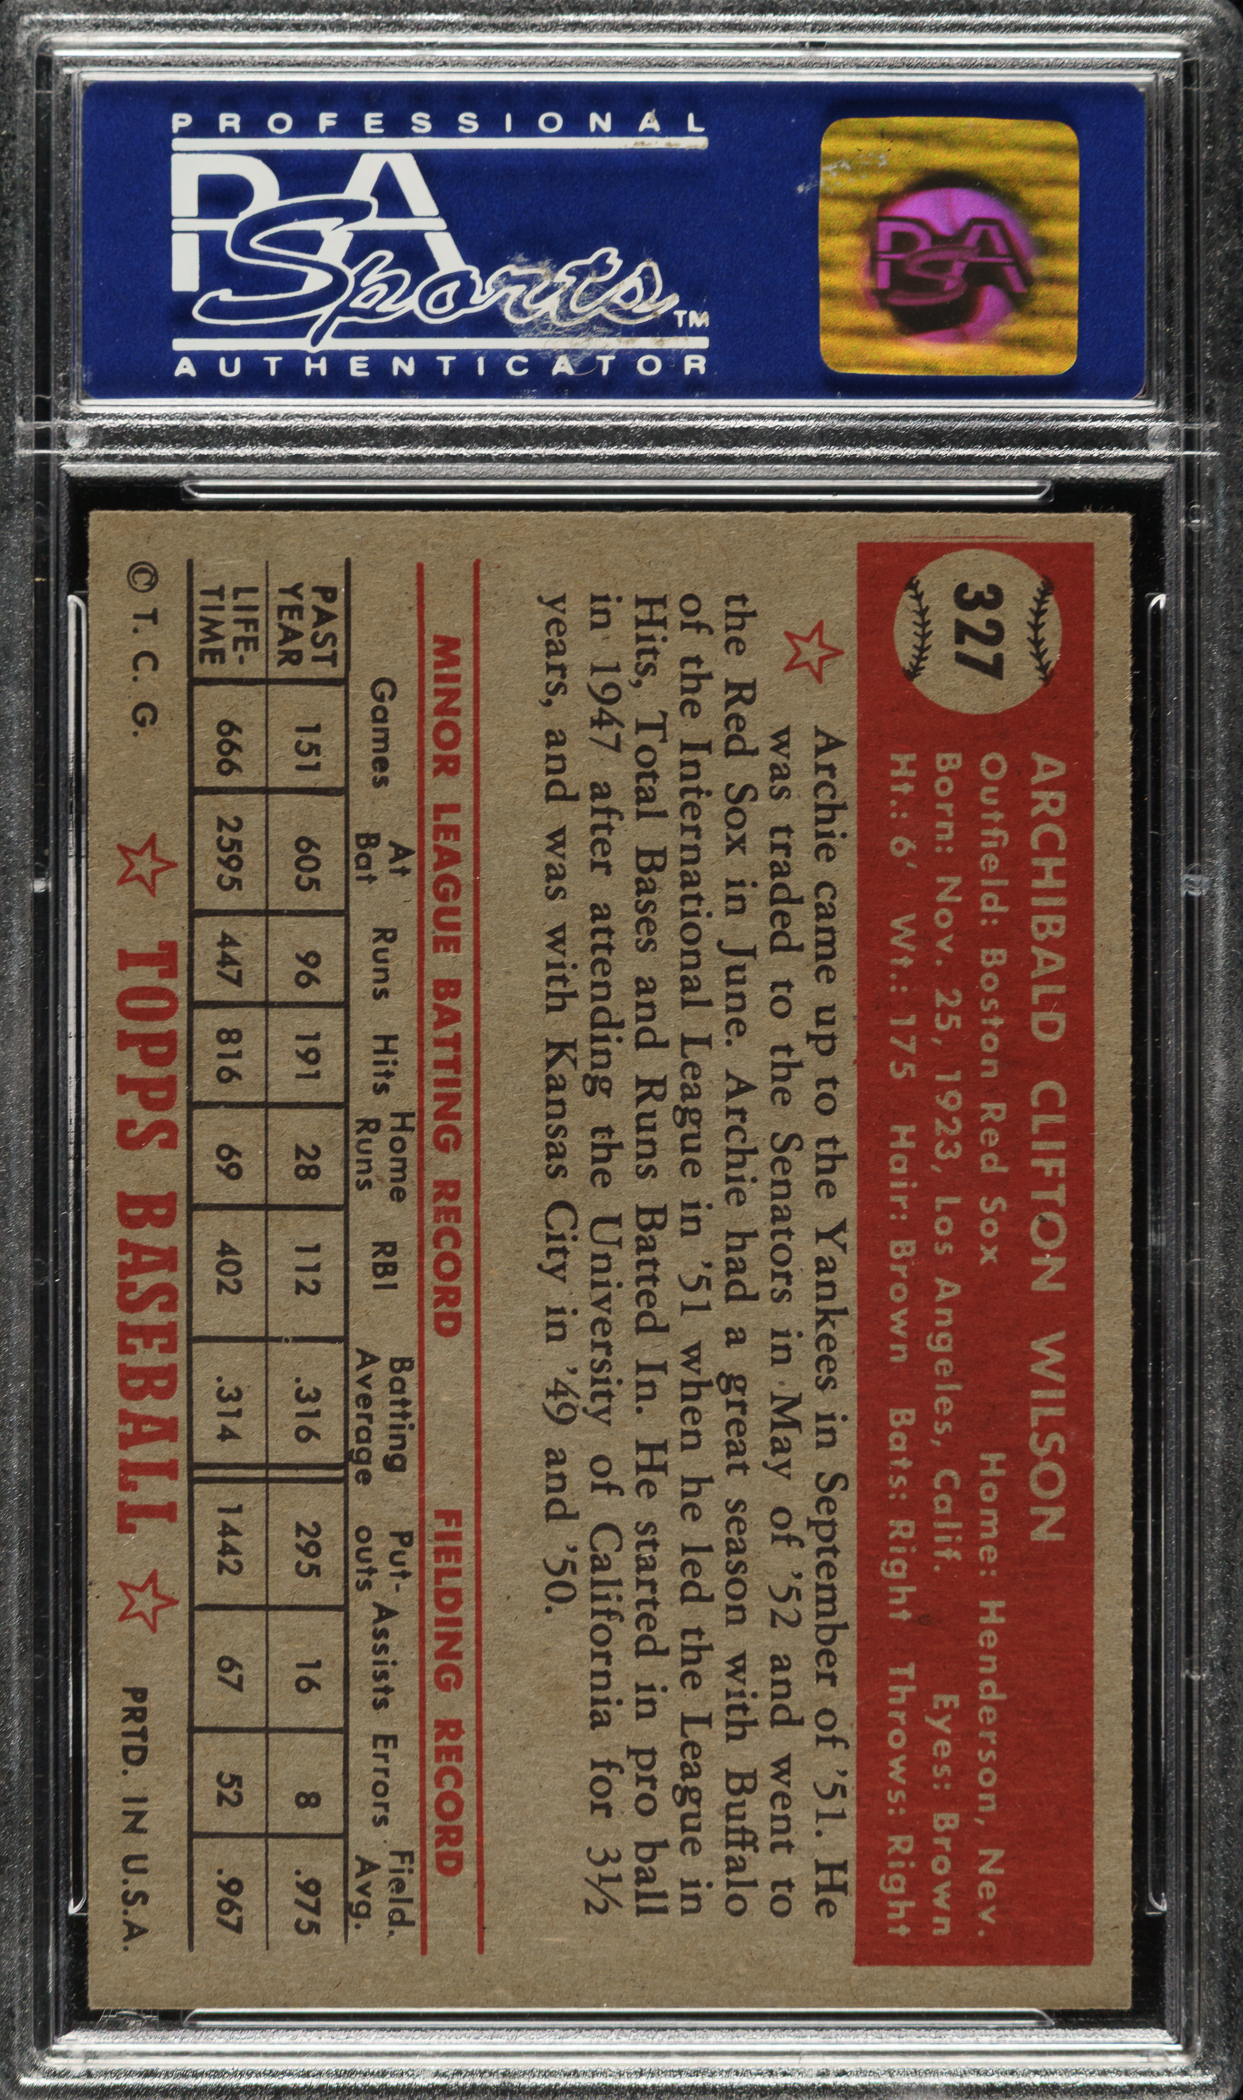 PROFESSIONAL
PSA
Sports™
AUTHENTICATOR
PSA
327
ARCHIBALD CLIFTON WILSON
Outfield: Boston Red Sox Home: Henderson, Nev.
Born: Nov. 25, 1923, Los Angeles, Calif. Eyes: Brown
Ht.: 6' Wt.: 175 Hair: Brown Bats: Right Throws: Right
Archie came up to the Yankees in September of '51. He
was traded to the Senators in May of '52 and went to
the Red Sox in June. Archie had a great season with Buffalo
of the International League in '51 when he led the League in
Hits, Total Bases and Runs Batted In. He started in pro ball
in 1947 after attending the University of California for 3½
years, and was with Kansas City in '49 and '50.
MINOR LEAGUE BATTING RECORD FIELDING RECORD
Games At Bat Runs Hits Home Runs RBI Batting Average Put-outs Assists Errors Field. Avg.
PAST YEAR 151 605 96 191 28 112 .316 295 16 8 .975
LIFE-TIME 666 2595 447 816 69 402 .314 1442 67 52 .967
© T. C. G. ☆ TOPPS BASEBALL ☆ PRTD. IN U.S.A.